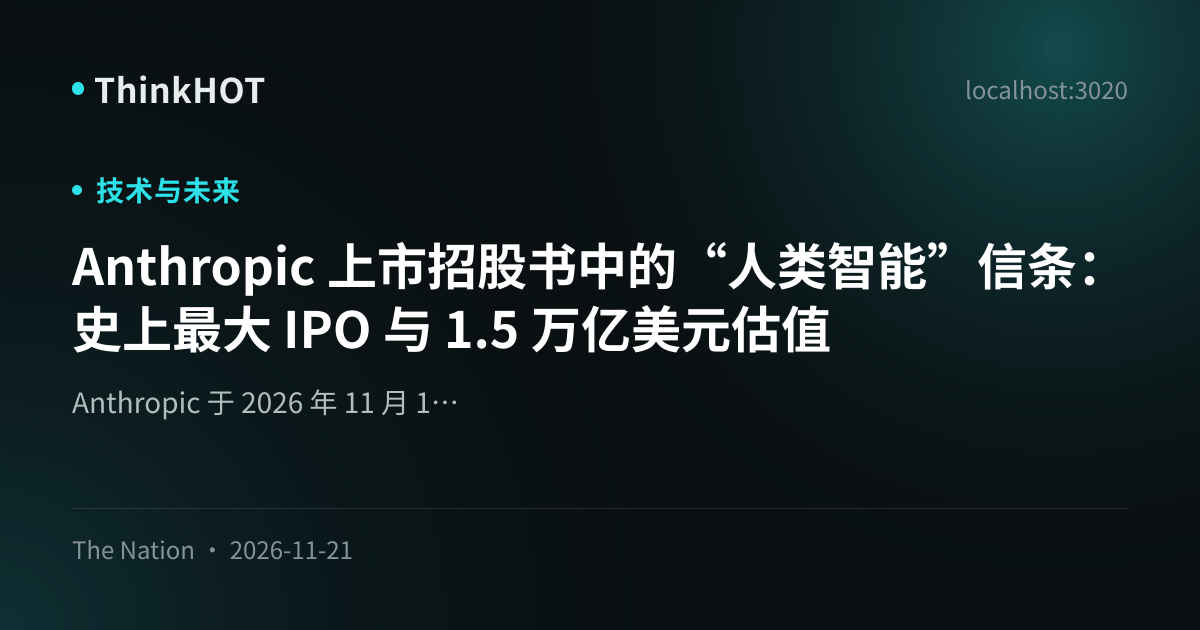 ThinkHOT
localhost:3020
技术与未来
Anthropic 上市招股书中的“人类智能”信条：
史上最大 IPO 与 1.5 万亿美元估值
Anthropic 于 2026 年 11 月 1…
The Nation · 2026-11-21